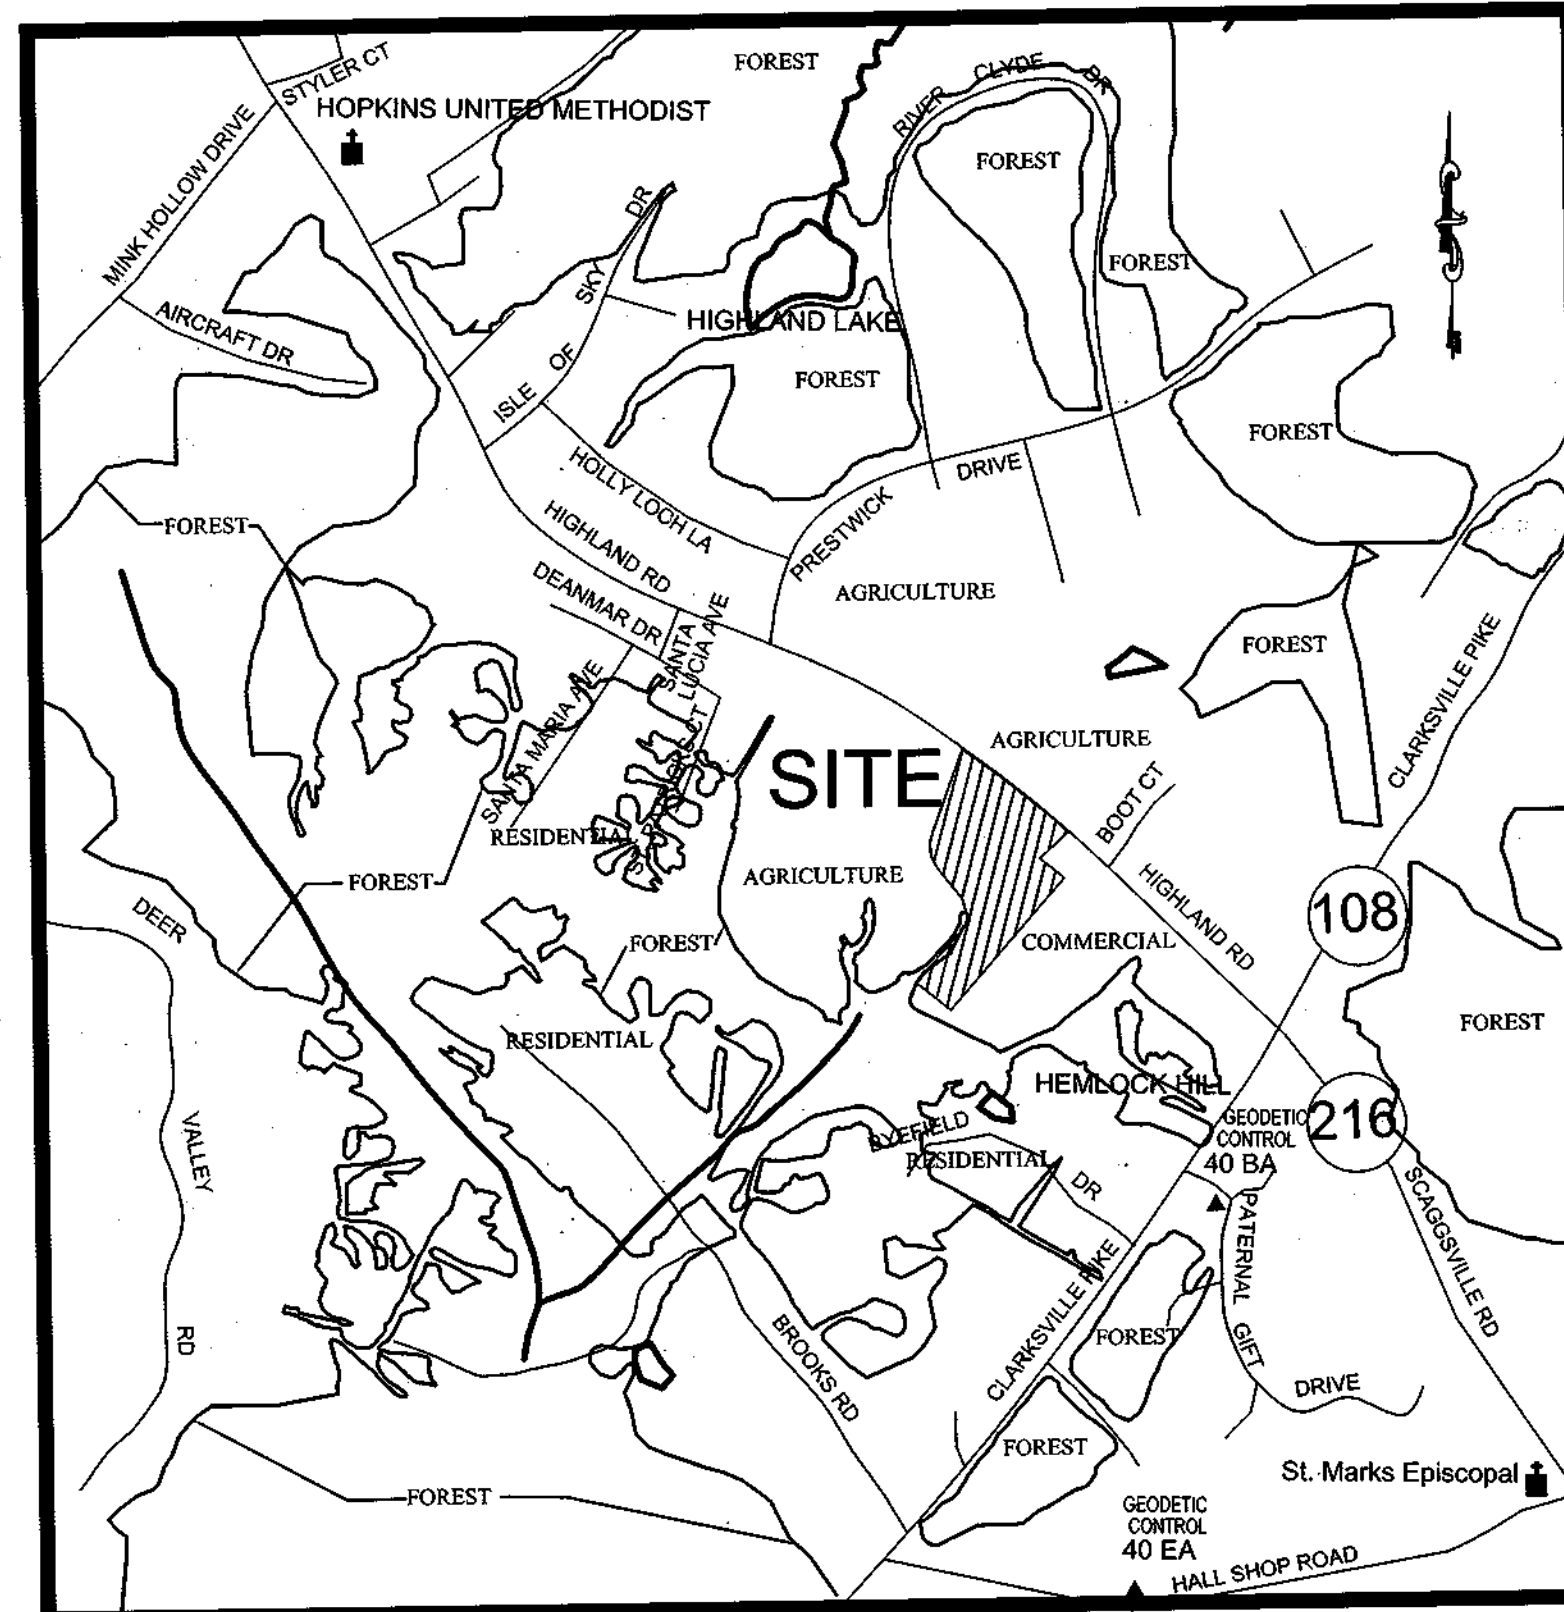 STYLER CT
FOREST
RIVER CLYDE DR
HOPKINS UNITED METHODIST
MINK HOLLOW DRIVE
FOREST
SKY DR
FOREST
AIRCRAFT DR
HIGHLAND LAKE
ISLE OF
FOREST
FOREST
HOLLY LOCH LA
DRIVE
PRESTWICK
FOREST
HIGHLAND RD
DEANMAR DR
AGRICULTURE
SANTA
LUCIA AVE
FOREST
CLARKSVILLE PIKE
SANTA MARIA AVE
AGRICULTURE
SITE
BOOT CT
RESIDENTIAL
AGRICULTURE
FOREST
HIGHLAND RD
108
DEER
FOREST
COMMERCIAL
FOREST
RESIDENTIAL
HEMLOCK HILL
216
GEODETIC
CONTROL
40 BA
VALLEY
RYEFIELD
RESIDENTIAL
DR
PATERNAL GIFT
SCAGGSVILLE RD
CLARKSVILLE PIKE
FOREST
RD
BROOKS RD
DRIVE
FOREST
St. Marks Episcopal
FOREST
GEODETIC
CONTROL
40 EA
HALL SHOP ROAD